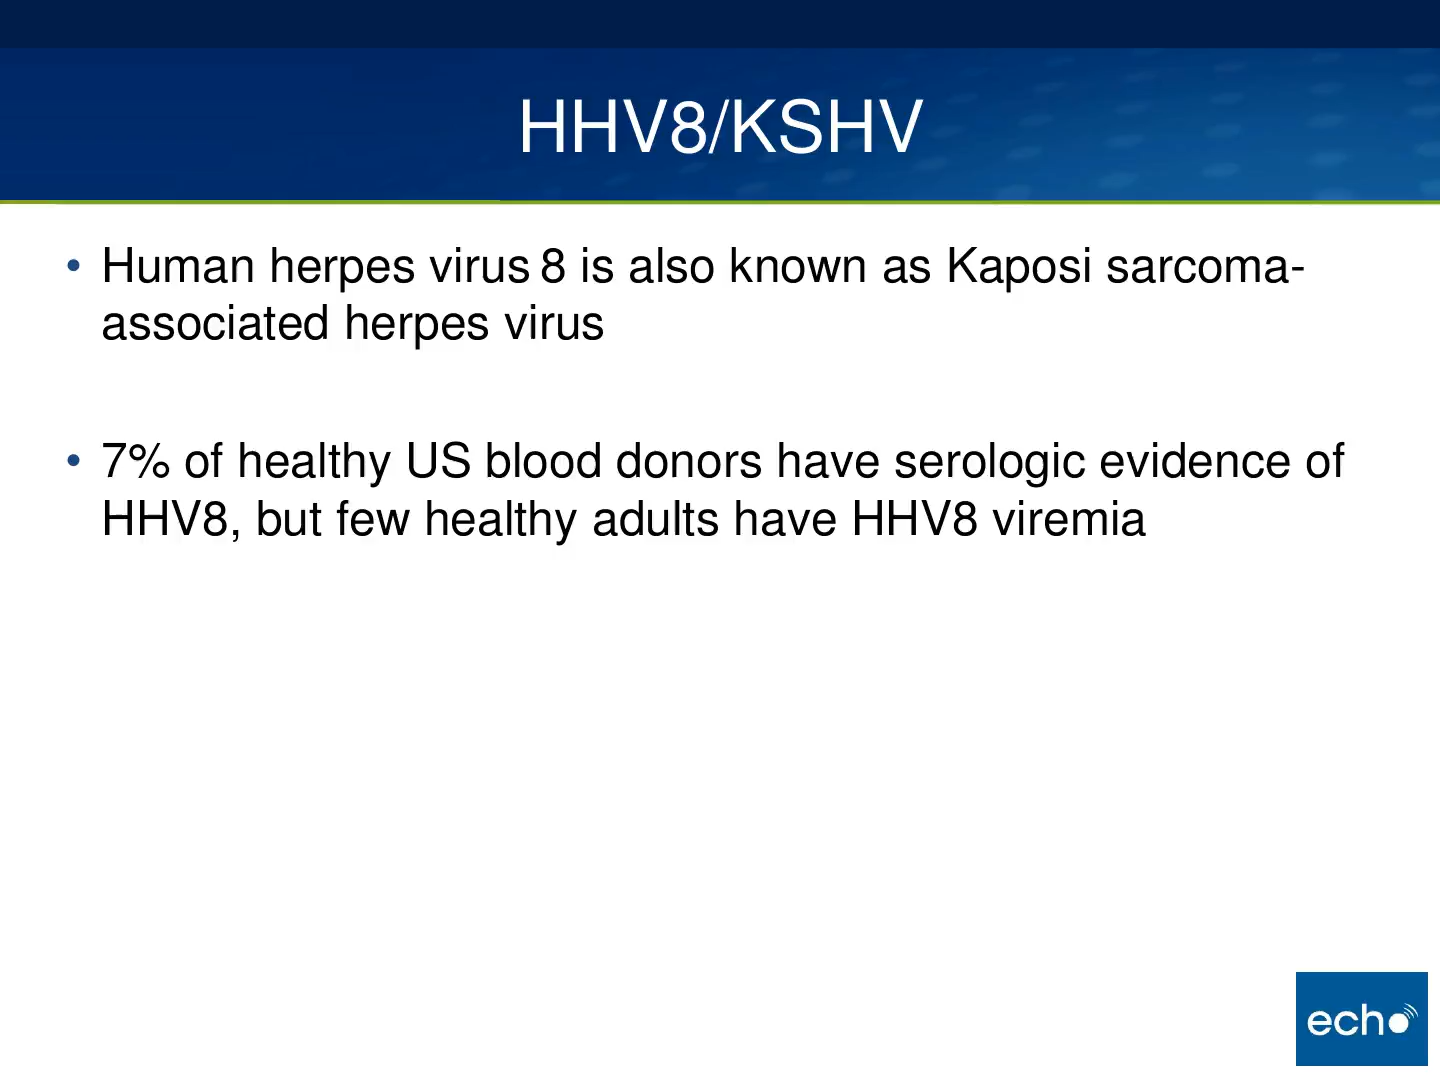 HHV8/KSHV
• Human herpes virus 8 is also known as Kaposi sarcoma-
associated herpes virus
• 7% of healthy US blood donors have serologic evidence of
HHV8, but few healthy adults have HHV8 viremia
echo